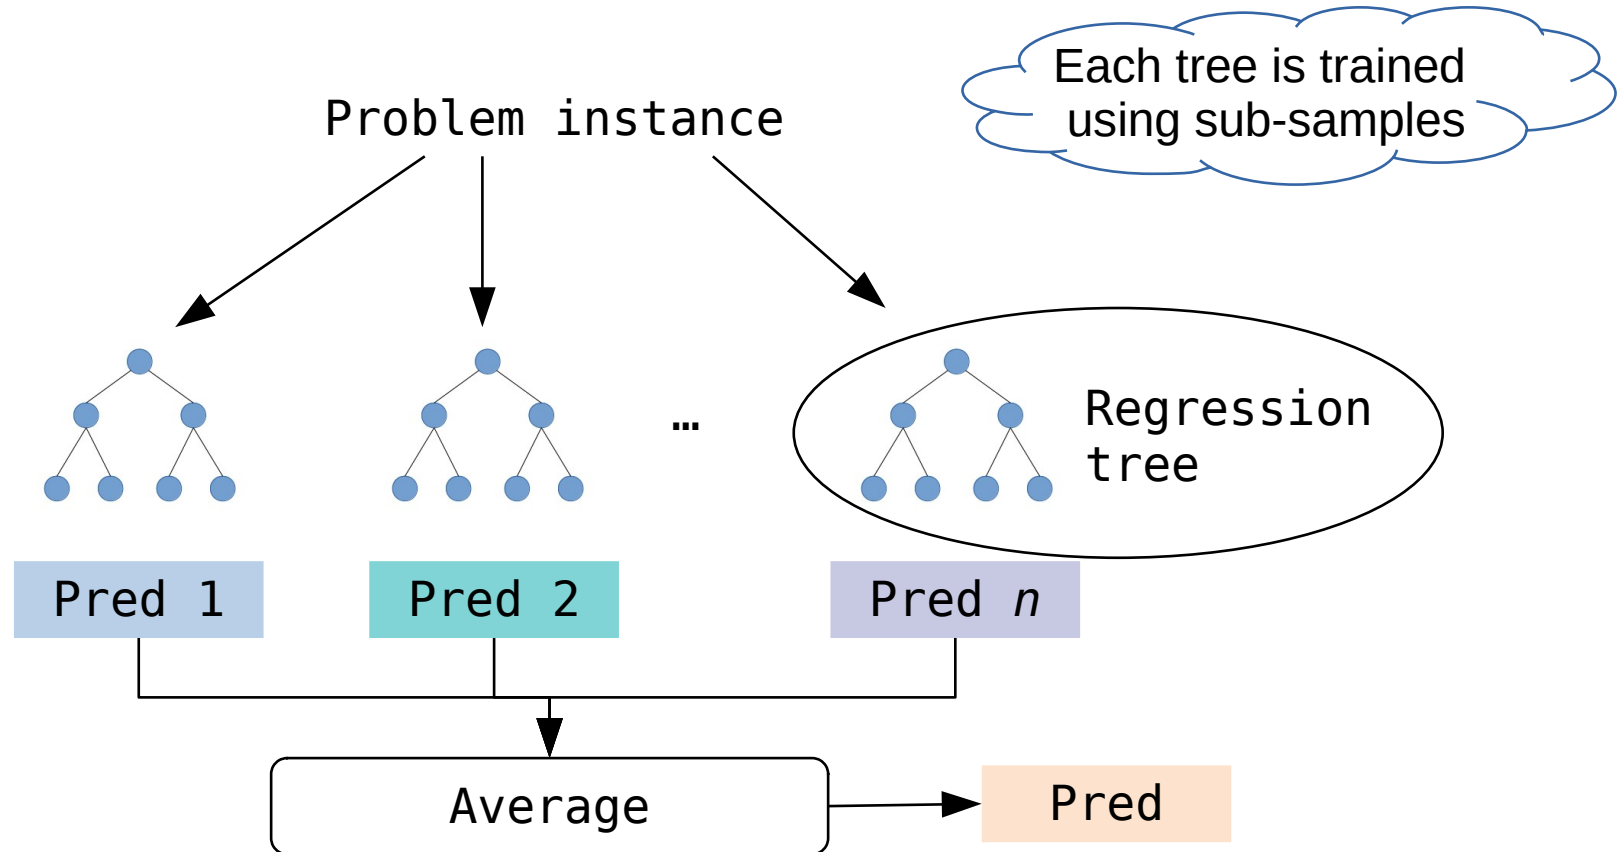 Each tree is trained
using sub-samples
Problem instance
…
Regression
tree
Pred 1
Pred 2
Pred n
Average
Pred